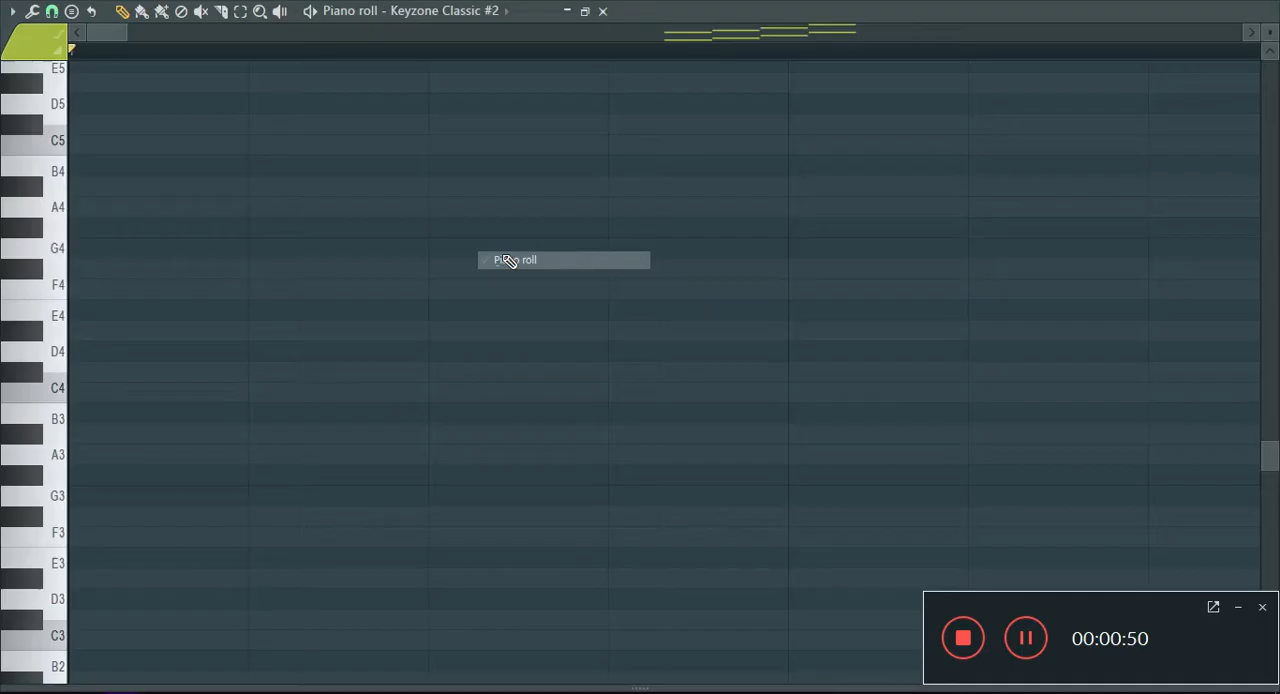 Piano roll - Keyzone Classic #2
E5
D5
C5
B4
A4
G4
Piano roll
F4
E4
D4
C4
B3
A3
G3
F3
E3
D3
C3
00:00:50
B2